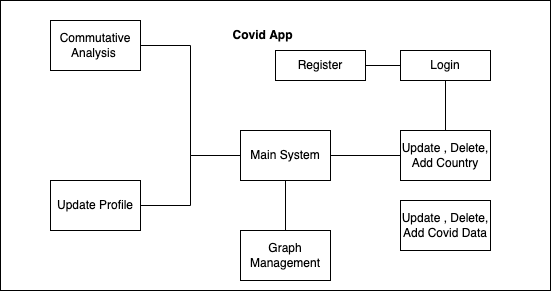 Commutative
Analysis
Covid App
Register
Login
Main System
Update , Delete,
Add Country
Update Profile
Update , Delete,
Add Covid Data
Graph
Management